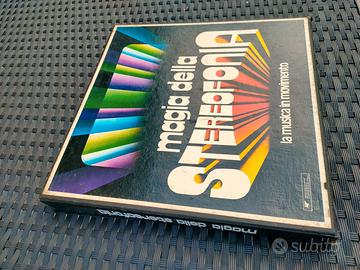 magia della
STEREOFONIA
la musica in movimento
magia della stereofonia
subito